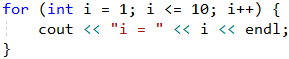 for (int i = 1; i <= 10; i++) {
    cout << "i = " << i << endl;
}